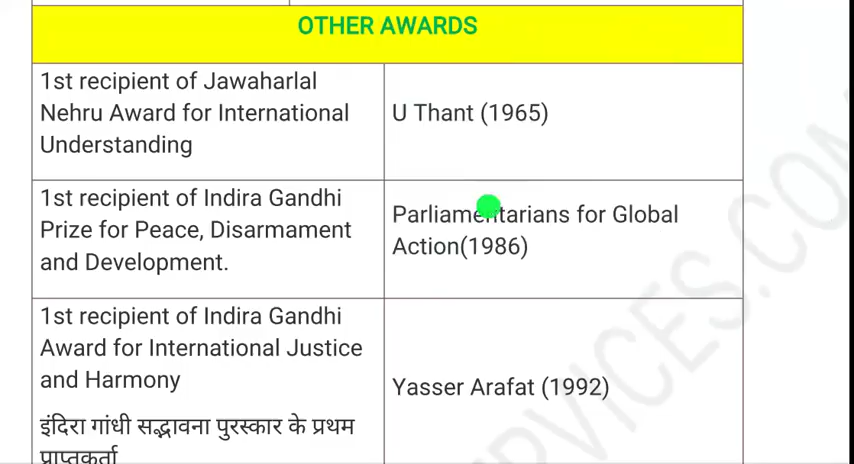 OTHER AWARDS
1st recipient of Jawaharlal
Nehru Award for International
Understanding
U Thant (1965)
1st recipient of Indira Gandhi
Prize for Peace, Disarmament
and Development.
Parliamentarians for Global
Action(1986)
1st recipient of Indira Gandhi
Award for International Justice
and Harmony
इंदिरा गांधी सद्भावना पुरस्कार के प्रथम
प्राप्तकर्ता
Yasser Arafat (1992)
RVICES.COM